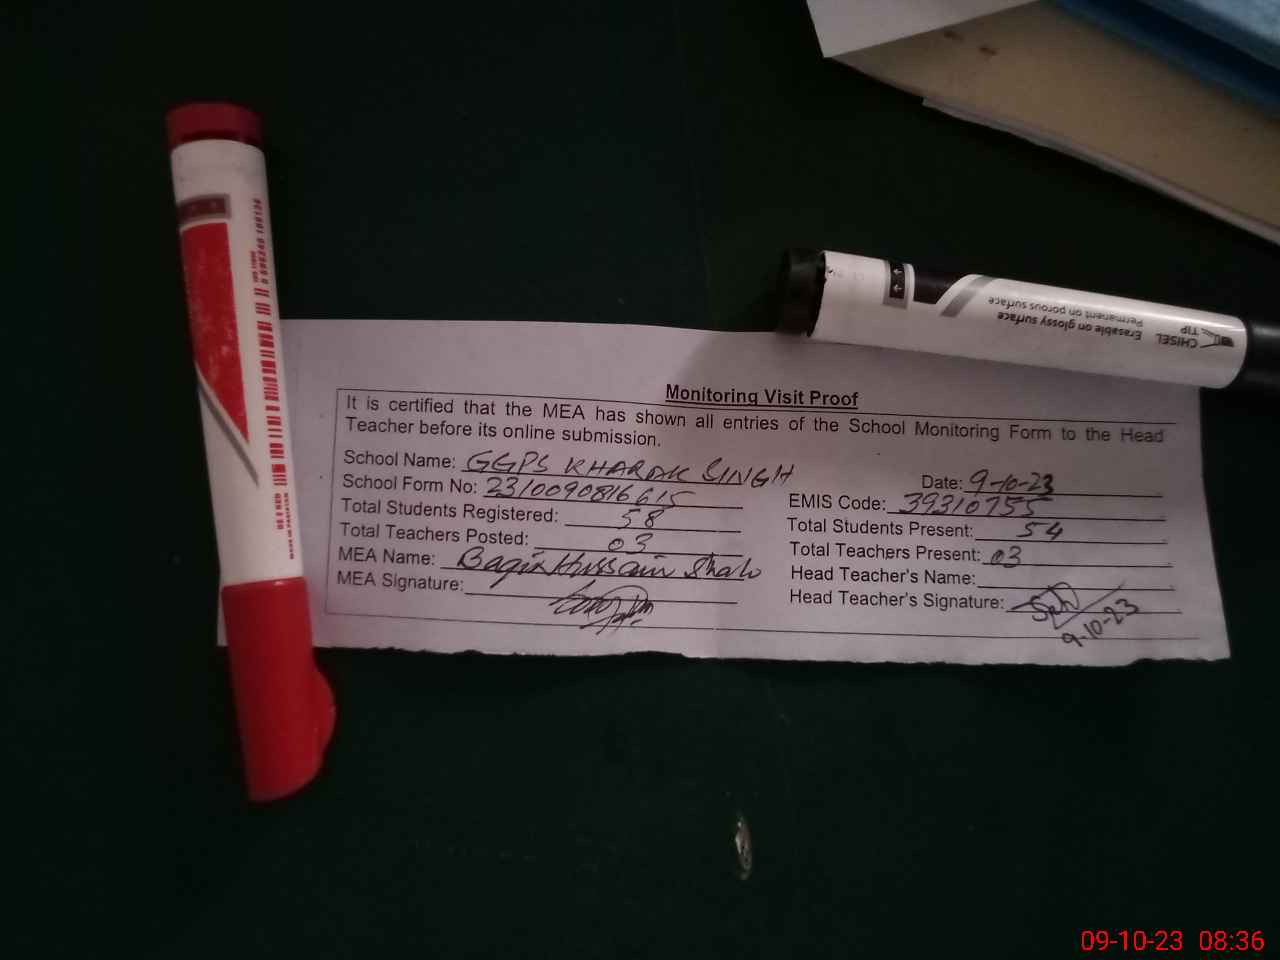 Monitoring Visit Proof
It is certified that the MEA has shown all entries of the School Monitoring Form to the Head
Teacher before its online submission.
School Name: GGPS KHARAK SINGH Date: 9-10-23
School Form No: 2310090816615 EMIS Code: 39310755
Total Students Registered: 58 Total Students Present: 54
Total Teachers Posted: 03 Total Teachers Present: 03
MEA Name: Baqir Hussain Shah Head Teacher's Name:
MEA Signature: Head Teacher's Signature:
9-10-23
Erasable on glossy surface
Permanent on porous surface
CHISEL
TIP
09-10-23 08:36